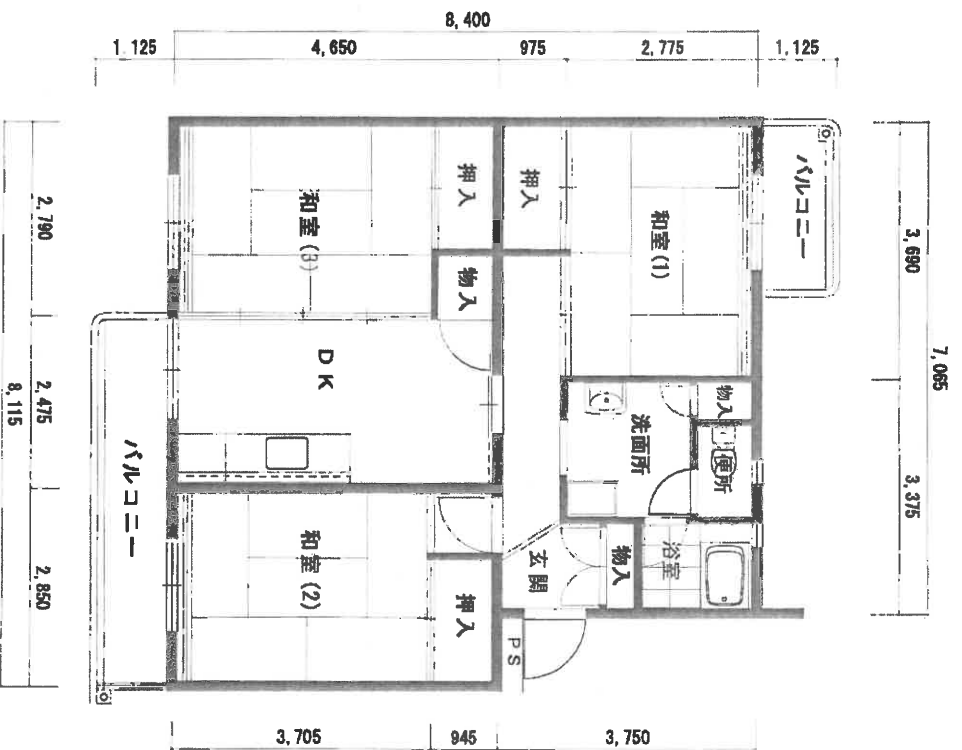 8,400
1,125
4,650
975
2,775
1,125
バルコニー
押入
押入
和室(3)
和室(1)
物入
2,790
3,690
7,065
DK
物入
洗面所
便所
2,475
8,115
バルコニー
3,375
和室(2)
玄関
物入
浴室
押入
2,850
PS
3,705
945
3,750